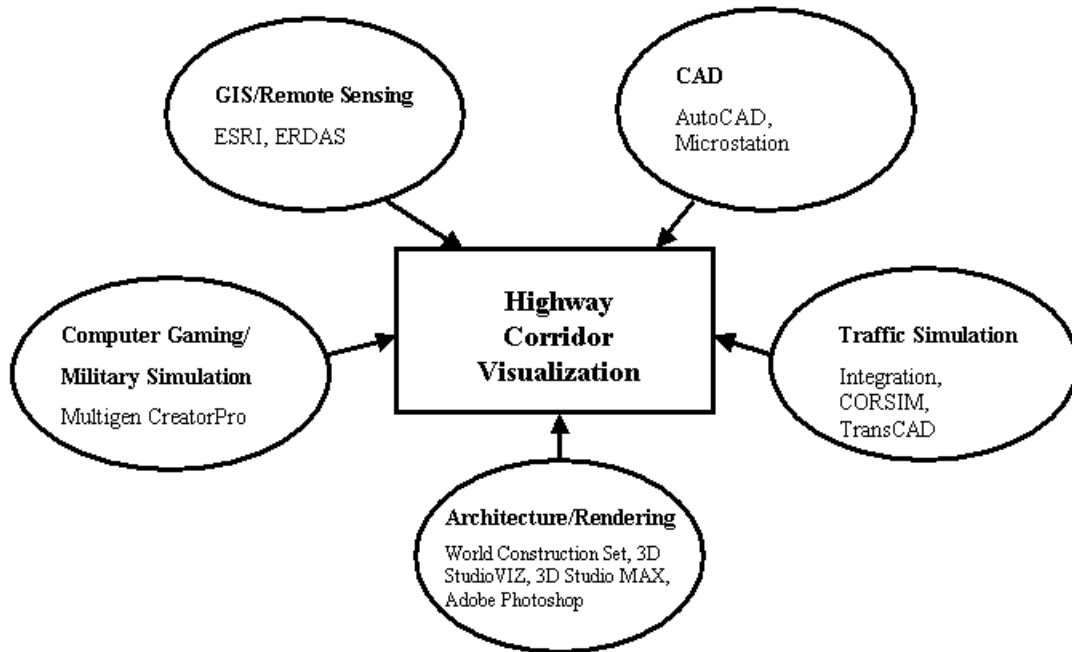 GIS/Remote Sensing
ESRI, ERDAS
CAD
AutoCAD,
Microstation
Highway
Corridor
Visualization
Computer Gaming/
Military Simulation
Multigen CreatorPro
Traffic Simulation
Integration,
CORSIM,
TransCAD
Architecture/Rendering
World Construction Set, 3D
StudioVIZ, 3D Studio MAX,
Adobe Photoshop